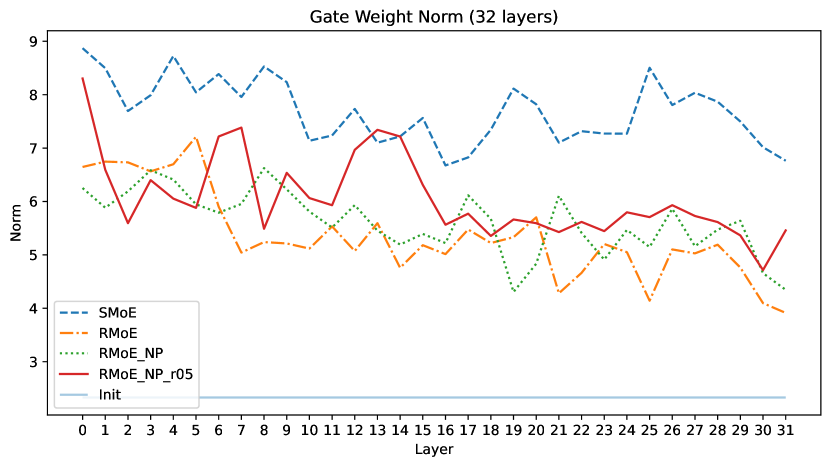 Gate Weight Norm (32 layers)
9
8
7
6
5
4
3
Norm
SMoE
RMoE
RMoE_NP
RMoE_NP_r05
Init
0 1 2 3 4 5 6 7 8 9 10 11 12 13 14 15 16 17 18 19 20 21 22 23 24 25 26 27 28 29 30 31
Layer